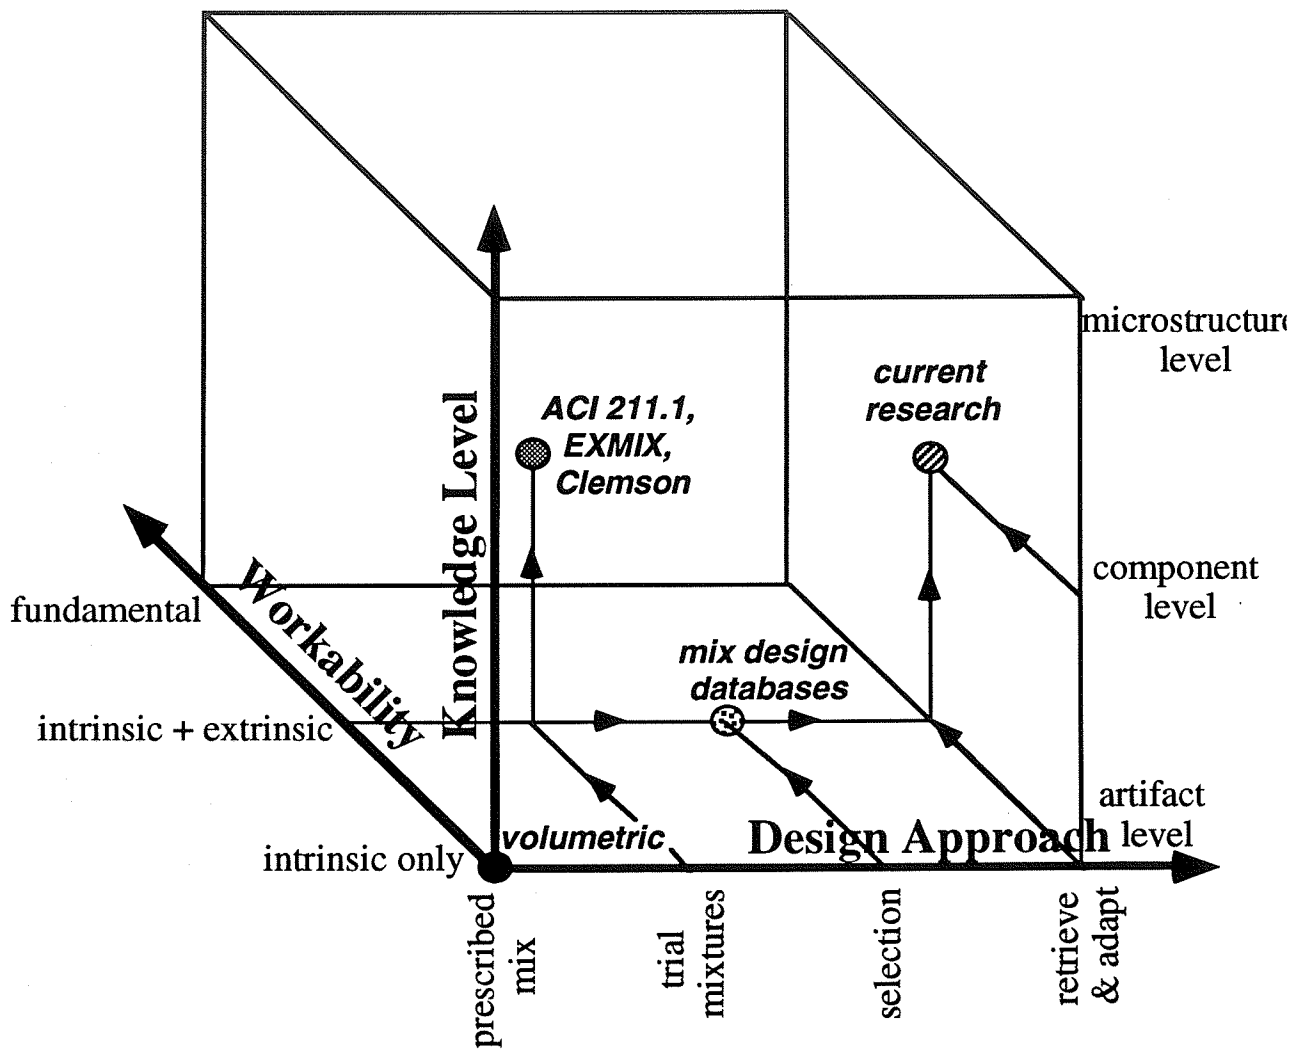 microstructure
level
current
research
ACI 211.1,
EXMIX,
Clemson
Knowledge Level
Workability
component
level
fundamental
mix design
databases
intrinsic + extrinsic
artifact
level
volumetric
Design Approach
intrinsic only
prescribed
mix
trial
mixtures
selection
retrieve
& adapt